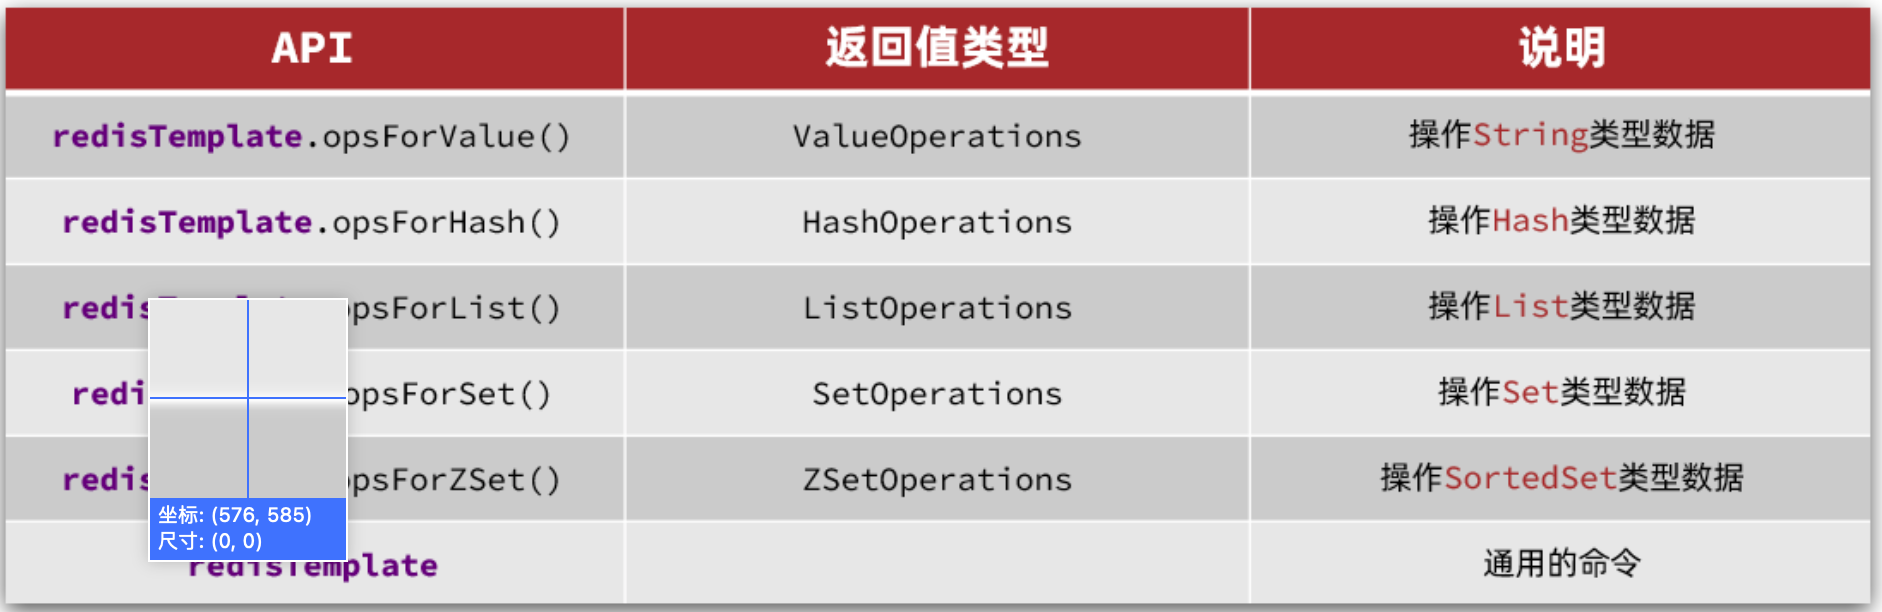 API 返回值类型 说明
redisTemplate.opsForValue() ValueOperations 操作String类型数据
redisTemplate.opsForHash() HashOperations 操作Hash类型数据
redis opsForList() ListOperations 操作List类型数据
redi opsForSet() SetOperations 操作Set类型数据
redis opsForZSet() ZSetOperations 操作SortedSet类型数据
坐标: (576, 585)
尺寸: (0, 0)
redisTemplate 通用的命令